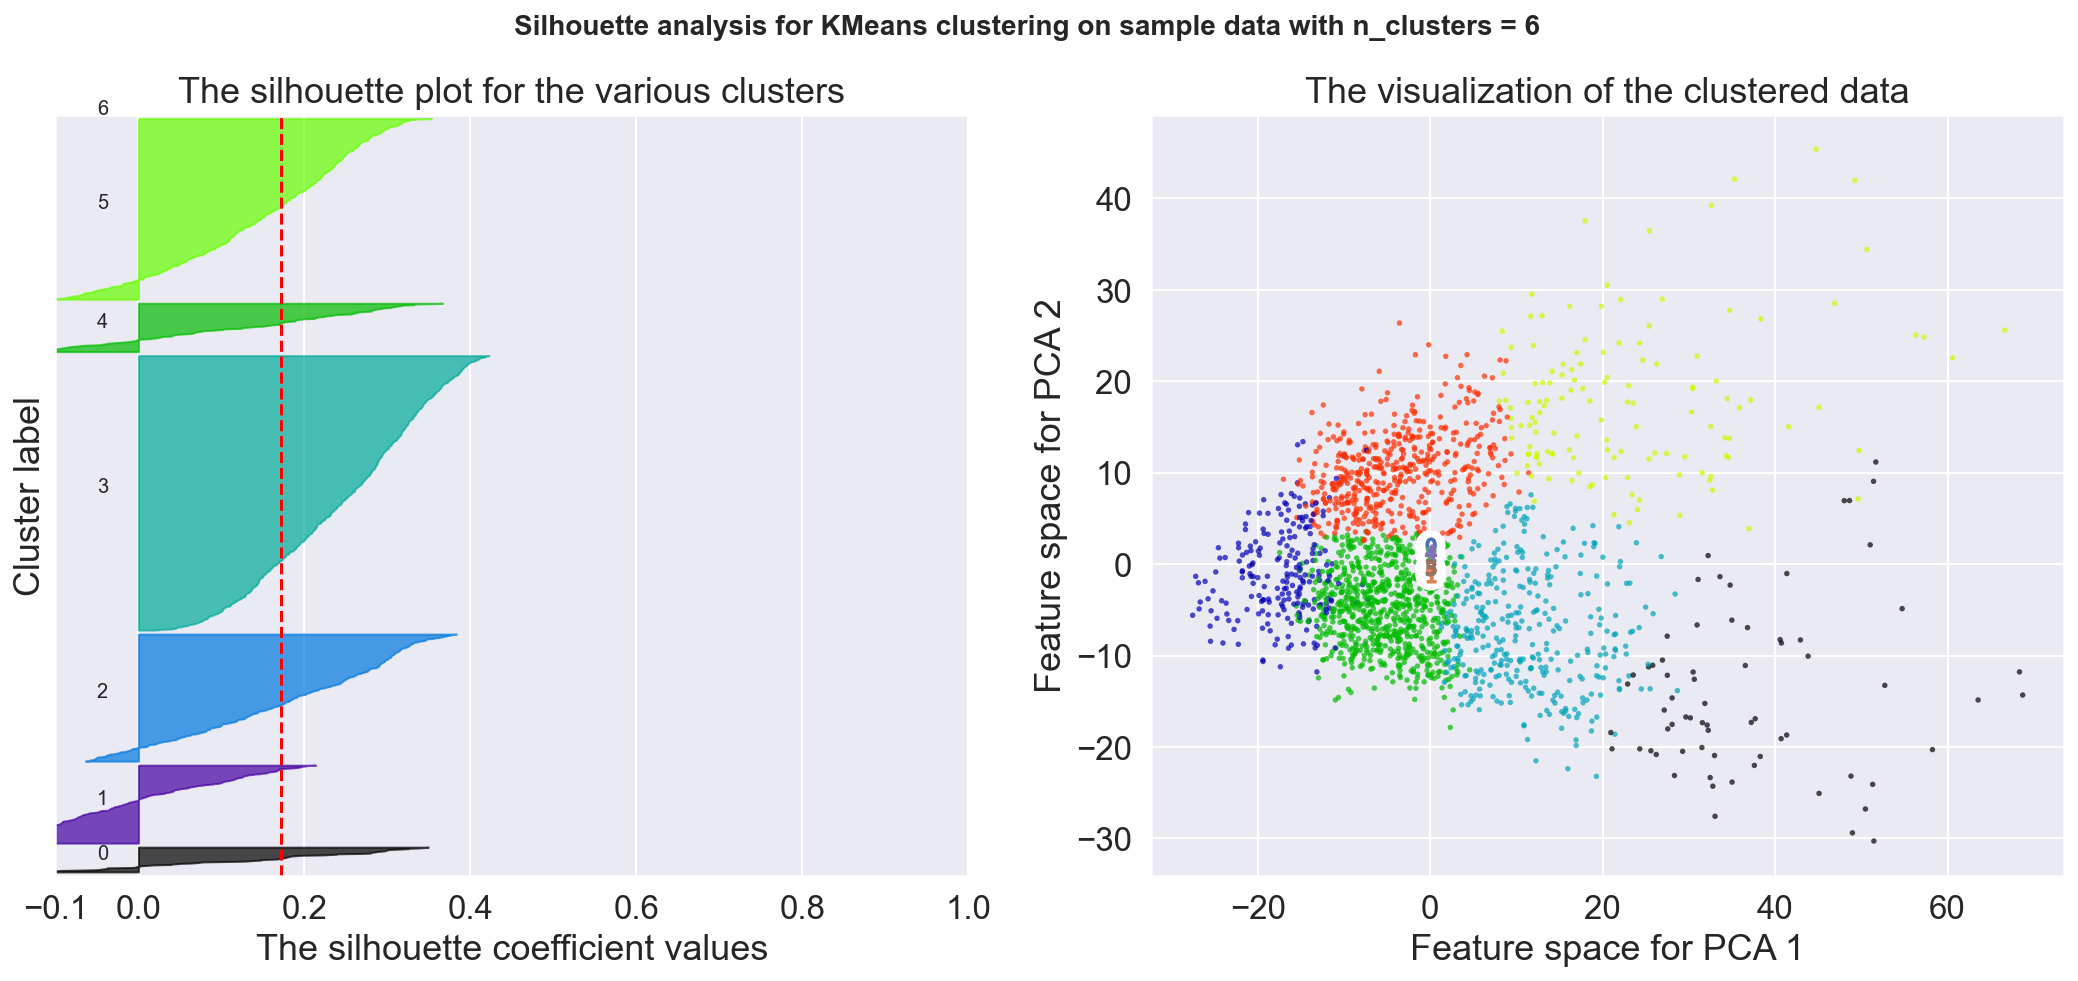 Silhouette analysis for KMeans clustering on sample data with n_clusters = 6
The silhouette plot for the various clusters
6
5
4
3
2
1
0
Cluster label
−0.1 0.0 0.2 0.4 0.6 0.8 1.0
The silhouette coefficient values
The visualization of the clustered data
40
30
20
10
0
−10
−20
−30
Feature space for PCA 2
−20 0 20 40 60
Feature space for PCA 1